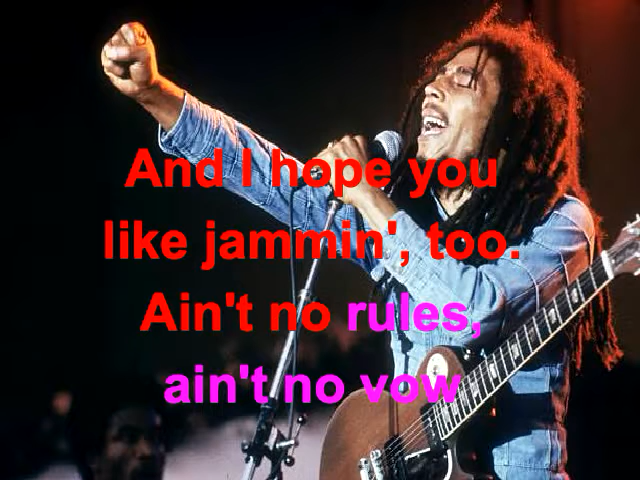 And I hope you
like jammin', too.
Ain't no rules,
ain't no vow